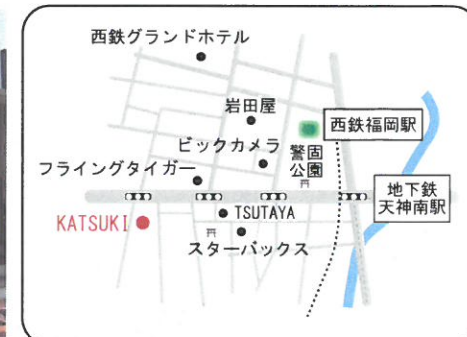 西鉄グランドホテル
岩田屋
西鉄福岡駅
ビックカメラ
警固
公園
フライングタイガー
地下鉄
天神南駅
TSUTAYA
KATSUKI
スターバックス